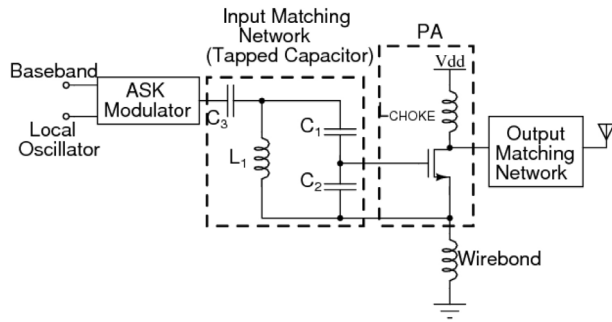 Input Matching
Network
(Tapped Capacitor)
PA
Vdd
Baseband
ASK
Modulator
Local
Oscillator
C3
L1
C1
C2
LCHOKE
Output
Matching
Network
Wirebond